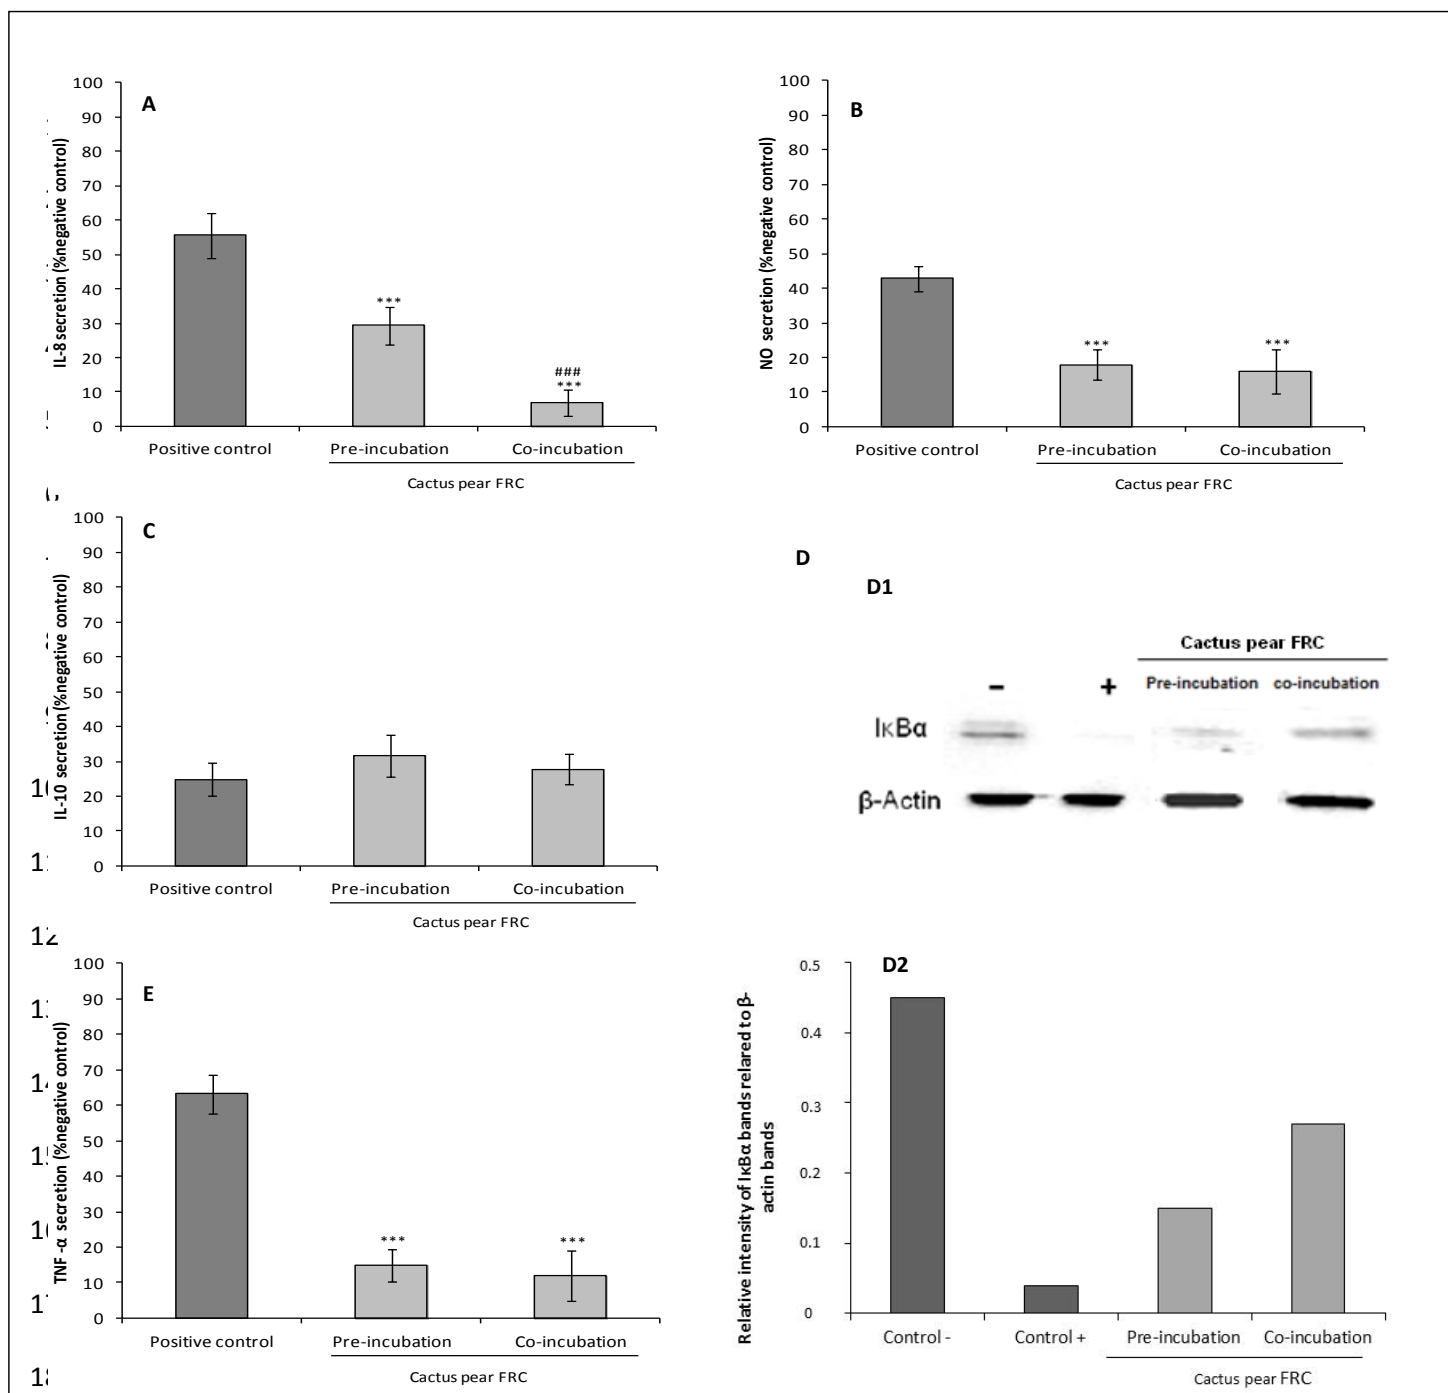 A
IL-8 secretion (%negative control)
100
90
80
70
60
50
40
30
20
10
0
***
###
***
Positive control Pre-incubation Co-incubation
Cactus pear FRC
B
NO secretion (%negative control)
100
90
80
70
60
50
40
30
20
10
0
***
***
Positive control Pre-incubation Co-incubation
Cactus pear FRC
C
IL-10 secretion (%negative control)
100
90
80
70
60
50
40
30
20
10
0
Positive control Pre-incubation Co-incubation
Cactus pear FRC
D
D1
Cactus pear FRC
- + Pre-incubation co-incubation
IκBα
β-Actin
E
TNF -α secretion (%negative control)
100
90
80
70
60
50
40
30
20
10
0
***
***
Positive control Pre-incubation Co-incubation
Cactus pear FRC
D2
Relative intensity of IκBα bands relared to β-
actin bands
0.5
0.4
0.3
0.2
0.1
0
Control - Control + Pre-incubation Co-incubation
Cactus pear FRC
12